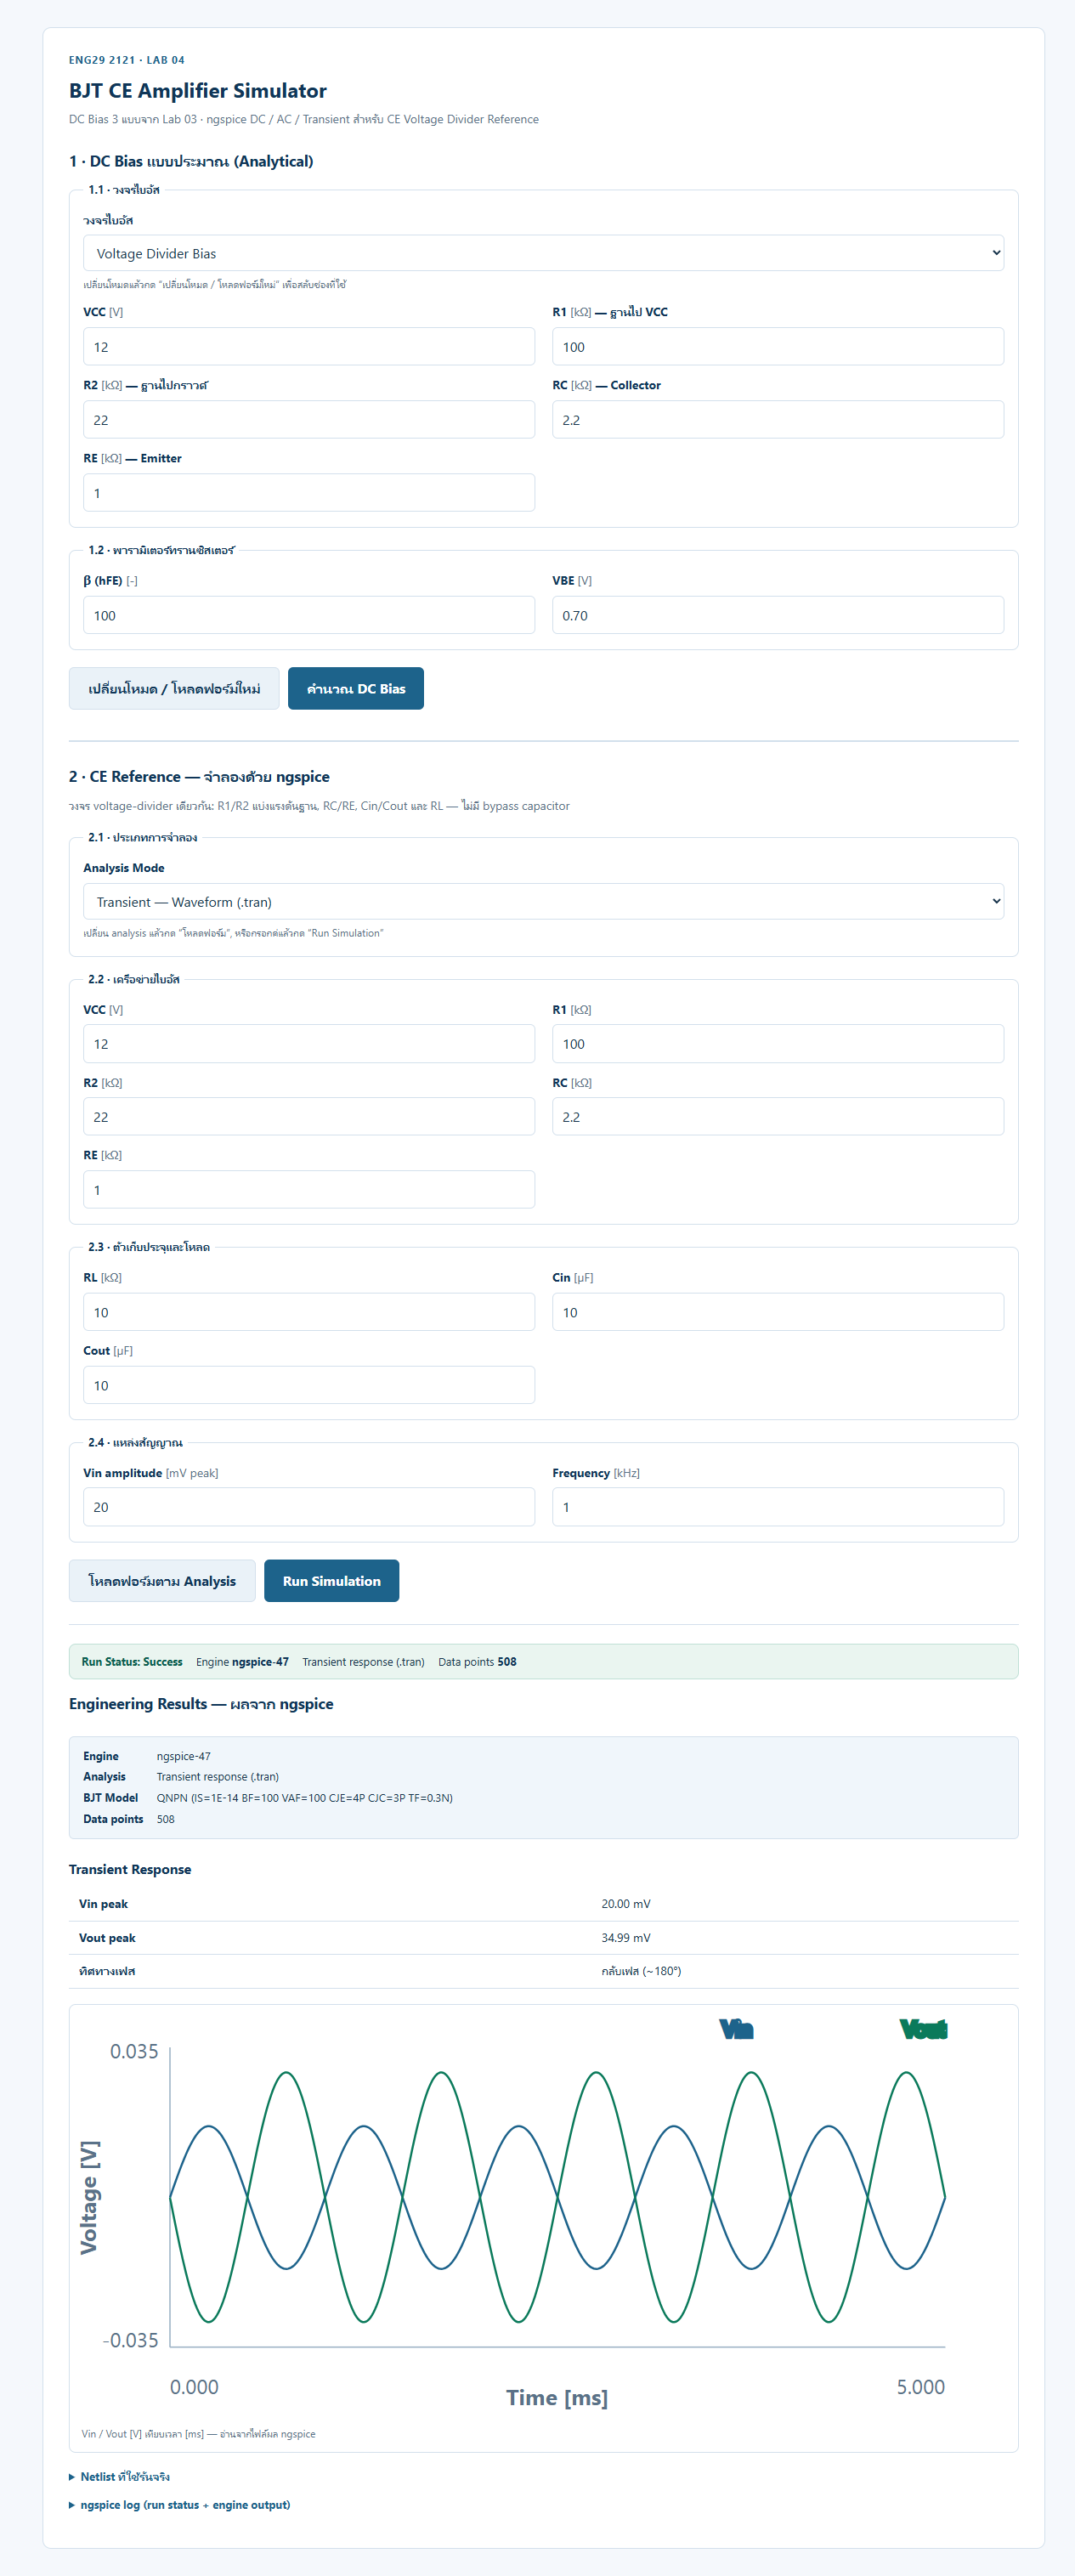 ENG29 2121 · LAB 04
BJT CE Amplifier Simulator
DC Bias 3 แบบจาก Lab 03 · ngspice DC / AC / Transient สำหรับ CE Voltage Divider Reference
1 · DC Bias แบบประมาณ (Analytical)
1.1 · วงจรไบอัส
วงจรไบอัส
Voltage Divider Bias
เปลี่ยนโหมดแล้วกด "เปลี่ยนโหมด / โหลดฟอร์มใหม่" เพื่อสลับช่องที่ใช้
VCC [V]
R1 [kΩ] — ฐานไป VCC
12
100
R2 [kΩ] — ฐานไปกราวด์
RC [kΩ] — Collector
22
2.2
RE [kΩ] — Emitter
1
1.2 · พารามิเตอร์ทรานซิสเตอร์
β (hFE) [-]
VBE [V]
100
0.70
เปลี่ยนโหมด / โหลดฟอร์มใหม่
คำนวณ DC Bias
2 · CE Reference — จำลองด้วย ngspice
วงจร voltage-divider เดียวกัน: R1/R2 แบ่งแรงดันฐาน, RC/RE, Cin/Cout และ RL — ไม่มี bypass capacitor
2.1 · ประเภทการจำลอง
Analysis Mode
Transient — Waveform (.tran)
เปลี่ยน analysis แล้วกด "โหลดฟอร์ม", หรือกรอกต่อแล้วกด "Run Simulation"
2.2 · เครือข่ายไบอัส
VCC [V]
R1 [kΩ]
12
100
R2 [kΩ]
RC [kΩ]
22
2.2
RE [kΩ]
1
2.3 · ตัวเก็บประจุและโหลด
RL [kΩ]
Cin [µF]
10
10
Cout [µF]
10
2.4 · แหล่งสัญญาณ
Vin amplitude [mV peak]
Frequency [kHz]
20
1
โหลดฟอร์มตาม Analysis
Run Simulation
Run Status: Success Engine ngspice-47 Transient response (.tran) Data points 508
Engineering Results — ผลจาก ngspice
Engine ngspice-47
Analysis Transient response (.tran)
BJT Model QNPN (IS=1E-14 BF=100 VAF=100 CJE=4P CJC=3P TF=0.3N)
Data points 508
Transient Response
Vin peak 20.00 mV
Vout peak 34.99 mV
ทิศทางเฟส กลับเฟส (~180°)
Vin Vout
0.035
Voltage [V]
-0.035
0.000 5.000
Time [ms]
Vin / Vout [V] เทียบเวลา [ms] — อ่านจากไฟล์ผล ngspice
Netlist ที่ใช้รันจริง
ngspice log (run status + engine output)